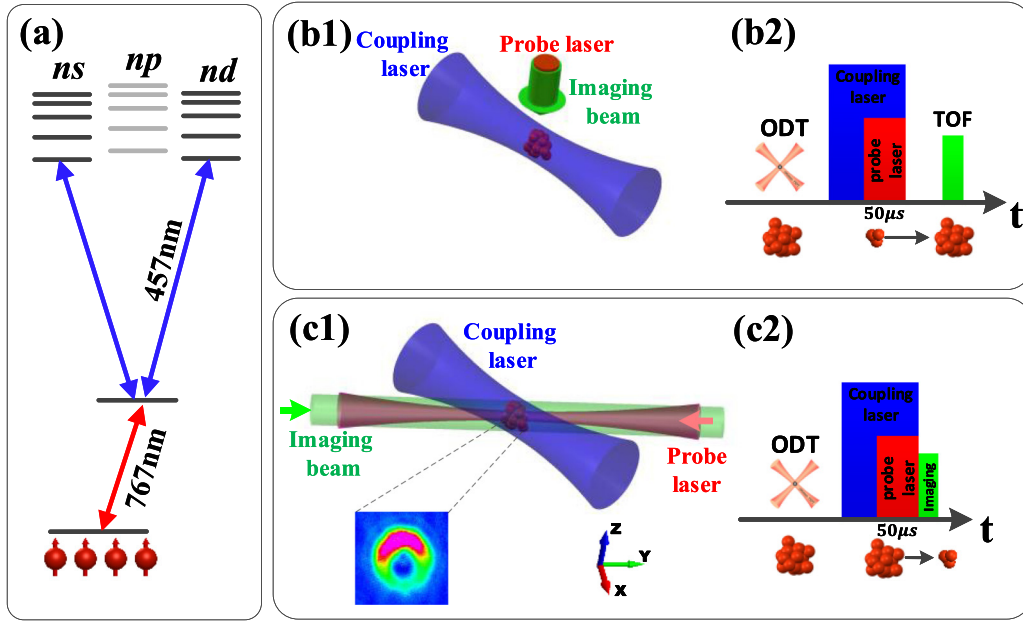 (a)
ns
np
nd
457nm
767nm
(b1)
Coupling
laser
Probe laser
Imaging
beam
(b2)
ODT
Coupling
laser
probe
laser
50μs
TOF
t
(c1)
Coupling
laser
Imaging
beam
Probe
laser
Z
Y
X
(c2)
ODT
Coupling
laser
probe
laser
Imaging
50μs
t